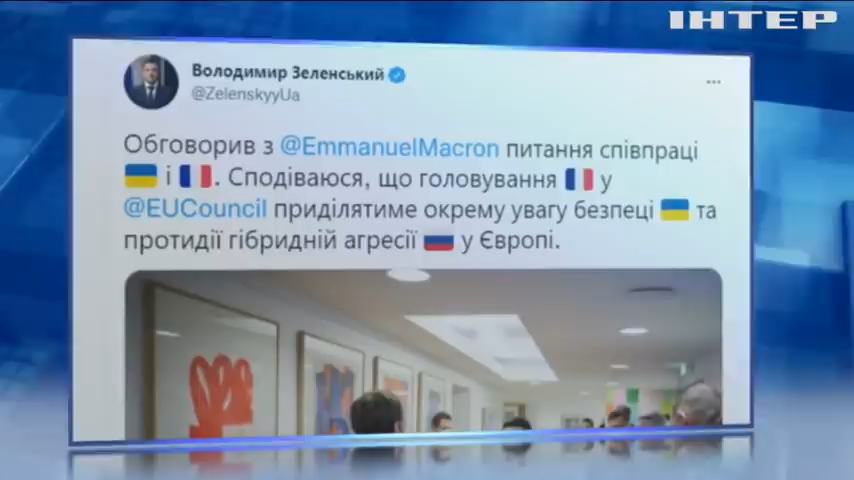 ІНТЕР
Володимир Зеленський
@ZelenskyyUa
Обговорив з @EmmanuelMacron питання співпраці
🇺🇦 і 🇫🇷. Сподіваюся, що головування 🇫🇷 у
@EUCouncil приділятиме окрему увагу безпеці 🇺🇦 та
протидії гібридній агресії 🇷🇺 у Європі.